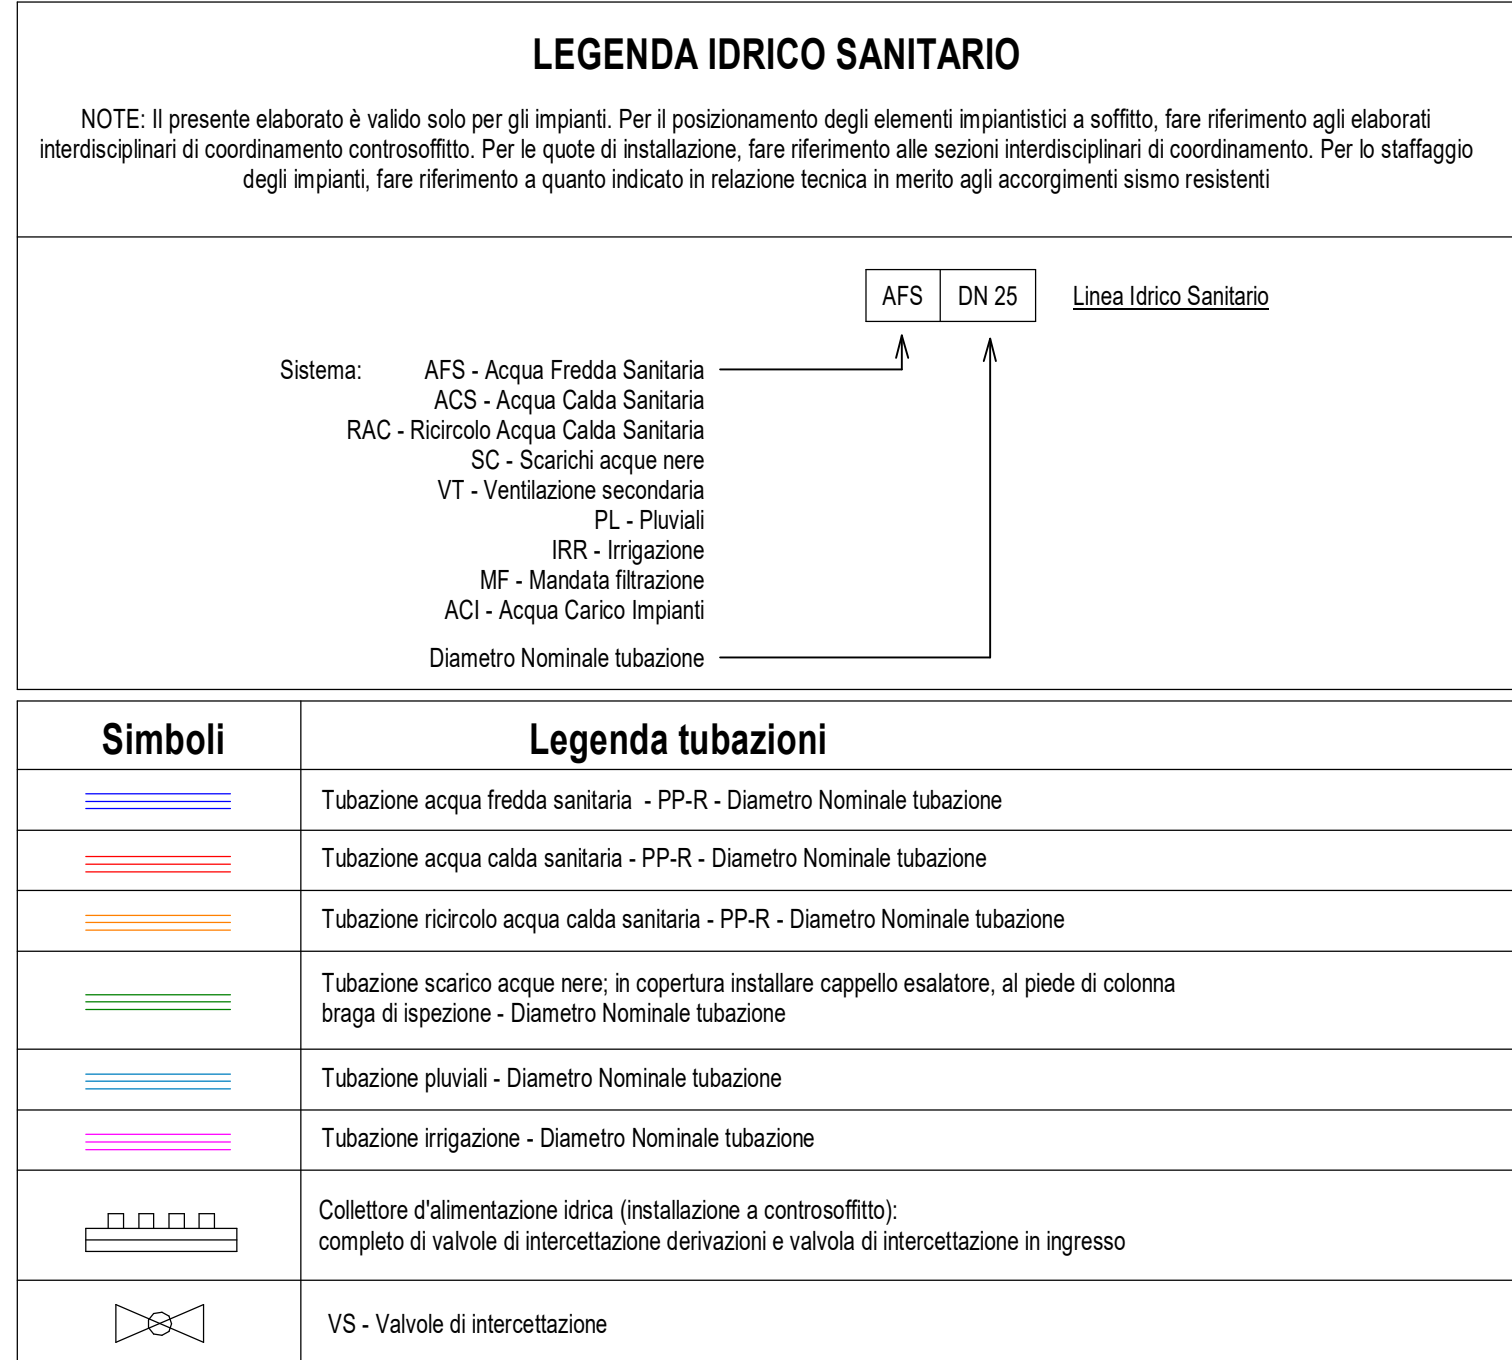 LEGENDA IDRICO SANITARIO
NOTE: Il presente elaborato è valido solo per gli impianti. Per il posizionamento degli elementi impiantistici a soffitto, fare riferimento agli elaborati
interdisciplinari di coordinamento controsoffitto. Per le quote di installazione, fare riferimento alle sezioni interdisciplinari di coordinamento. Per lo staffaggio
degli impianti, fare riferimento a quanto indicato in relazione tecnica in merito agli accorgimenti sismo resistenti
AFS DN 25 Linea Idrico Sanitario
Sistema: AFS - Acqua Fredda Sanitaria
ACS - Acqua Calda Sanitaria
RAC - Ricircolo Acqua Calda Sanitaria
SC - Scarichi acque nere
VT - Ventilazione secondaria
PL - Pluviali
IRR - Irrigazione
MF - Mandata filtrazione
ACI - Acqua Carico Impianti
Diametro Nominale tubazione
Simboli Legenda tubazioni
Tubazione acqua fredda sanitaria - PP-R - Diametro Nominale tubazione
Tubazione acqua calda sanitaria - PP-R - Diametro Nominale tubazione
Tubazione ricircolo acqua calda sanitaria - PP-R - Diametro Nominale tubazione
Tubazione scarico acque nere; in copertura installare cappello esalatore, al piede di colonna
braga di ispezione - Diametro Nominale tubazione
Tubazione pluviali - Diametro Nominale tubazione
Tubazione irrigazione - Diametro Nominale tubazione
Collettore d'alimentazione idrica (installazione a controsoffitto):
completo di valvole di intercettazione derivazioni e valvola di intercettazione in ingresso
VS - Valvole di intercettazione